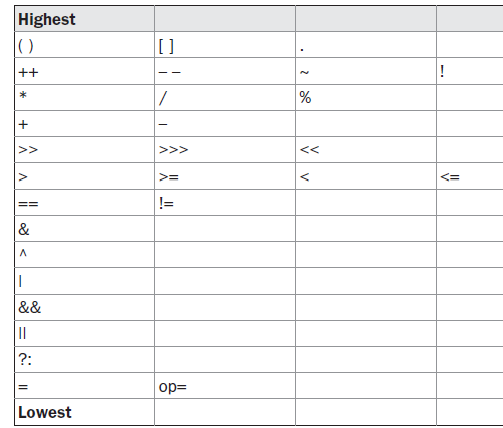 Highest
( ) [ ] .
++ -- ~ !
* / %
+ –
>> >>> <<
> >= < <=
== !=
&
^
|
&&
||
?:
= op=
Lowest